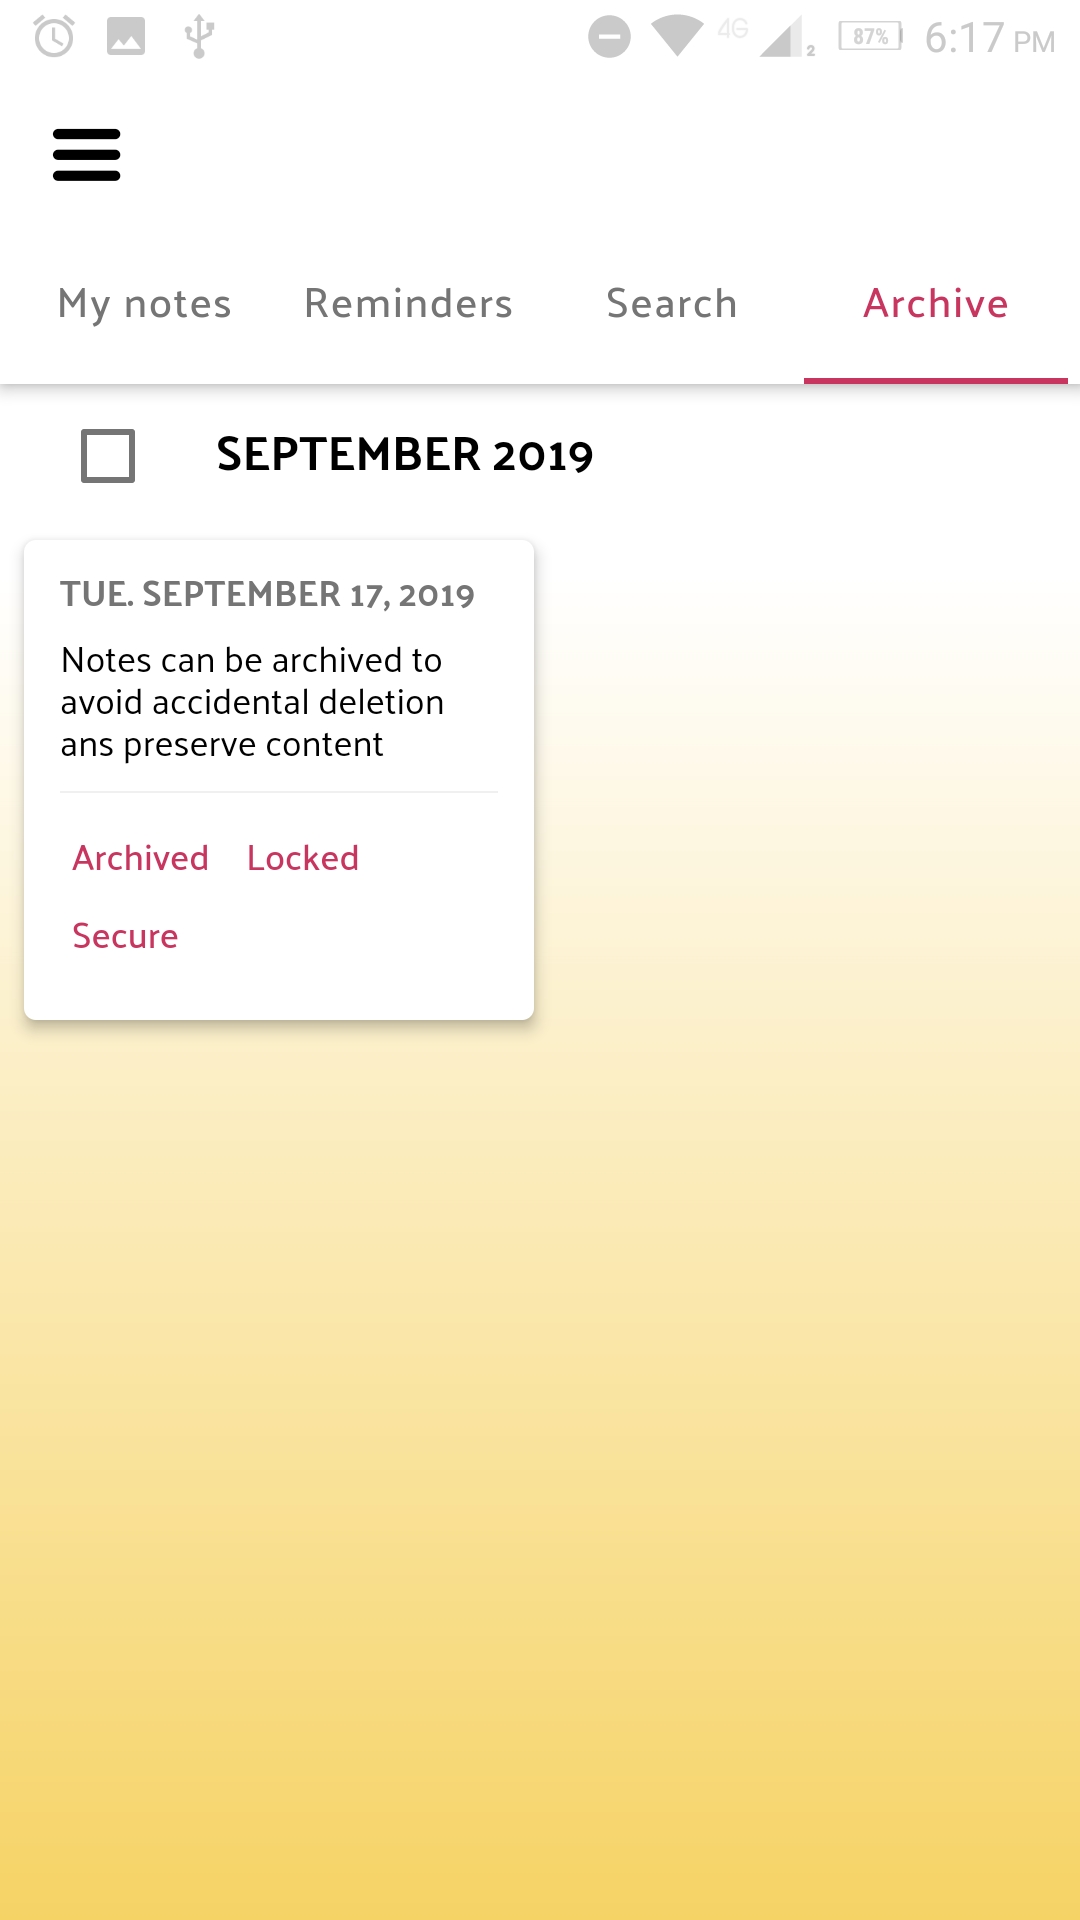 4G 2 87% 6:17 PM
My notes Reminders Search Archive
SEPTEMBER 2019
TUE. SEPTEMBER 17, 2019
Notes can be archived to
avoid accidental deletion
ans preserve content
Archived Locked
Secure